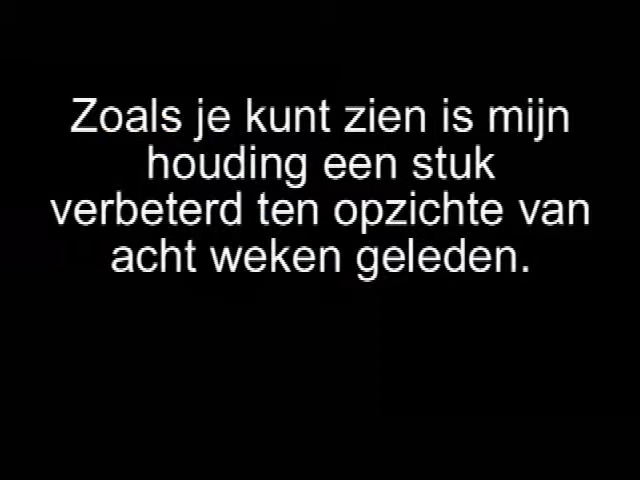 Zoals je kunt zien is mijn
houding een stuk
verbeterd ten opzichte van
acht weken geleden.